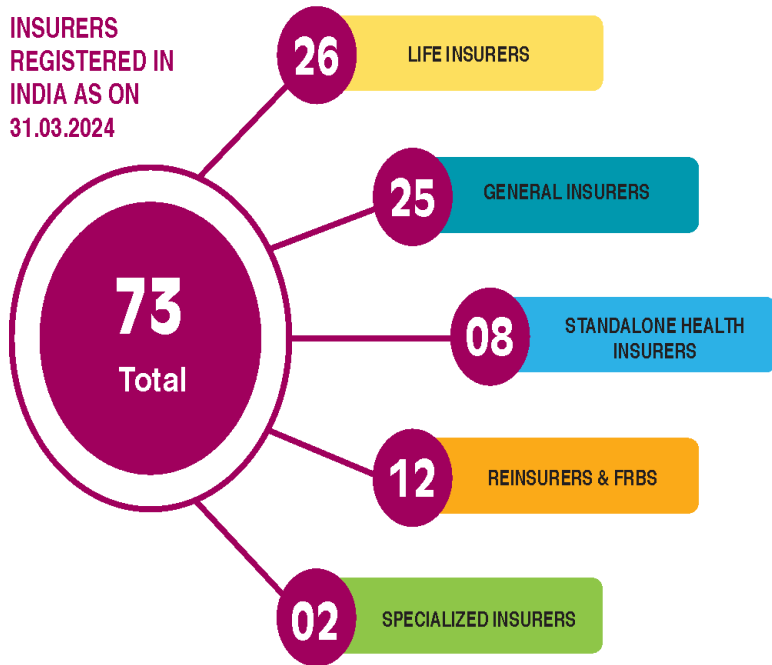 INSURERS
REGISTERED IN
INDIA AS ON
31.03.2024
73
Total
26
LIFE INSURERS
25
GENERAL INSURERS
08
STANDALONE HEALTH
INSURERS
12
REINSURERS & FRBS
02
SPECIALIZED INSURERS